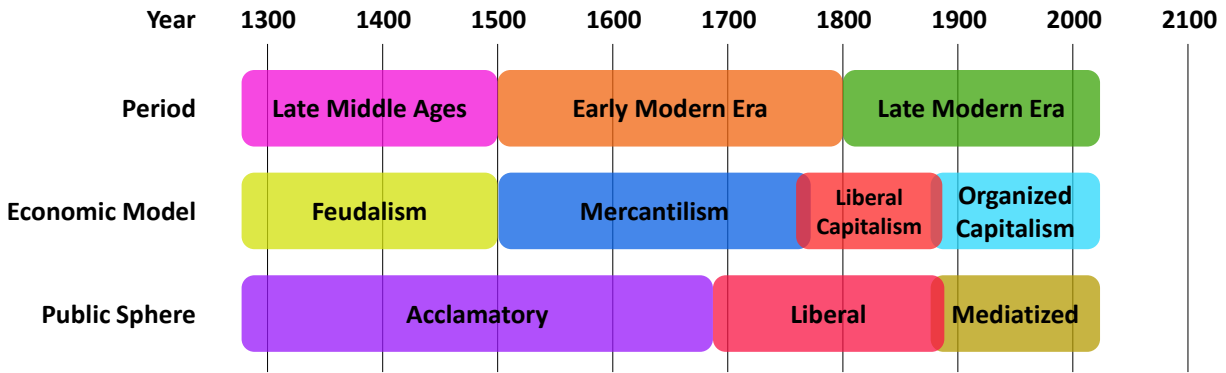 Year 1300 1400 1500 1600 1700 1800 1900 2000 2100
Period Late Middle Ages Early Modern Era Late Modern Era
Economic Model Feudalism Mercantilism Liberal Capitalism Organized Capitalism
Public Sphere Acclamatory Liberal Mediatized